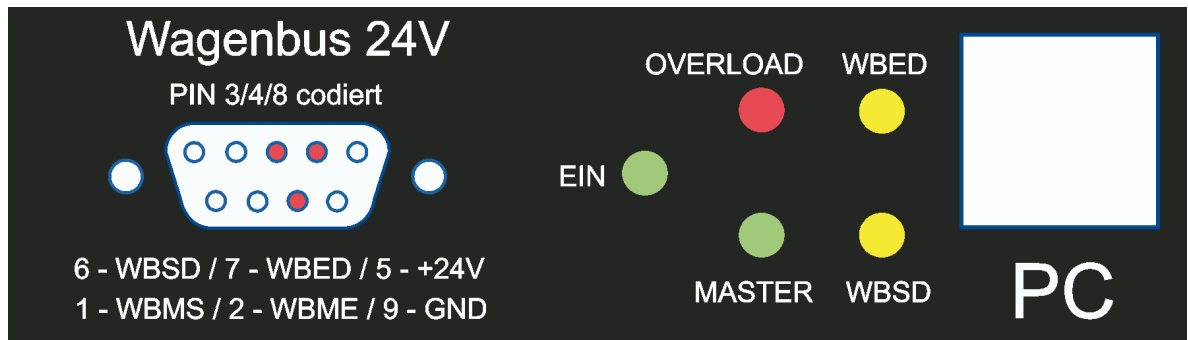 Wagenbus 24V
PIN 3/4/8 codiert
6 - WBSD / 7 - WBED / 5 - +24V
1 - WBMS / 2 - WBME / 9 - GND
OVERLOAD WBED
EIN
MASTER WBSD
PC